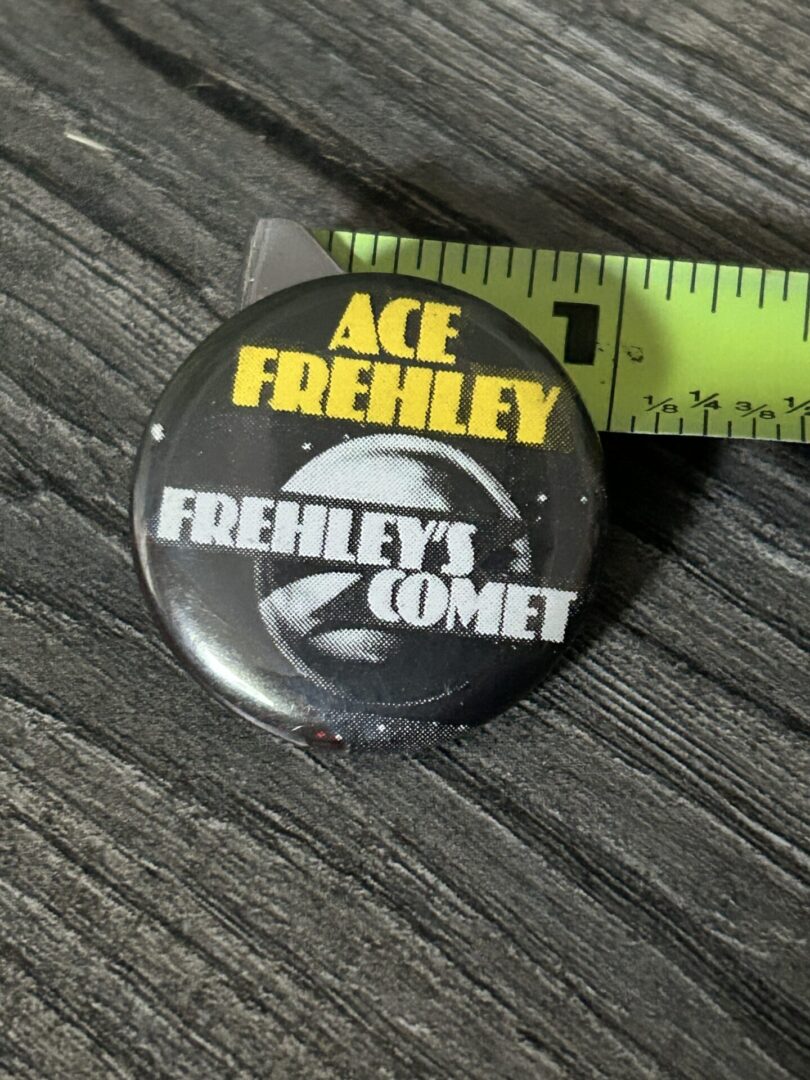 ACE
FREHLEY
FREHLEY'S
COMET
1
1/8 1/4 3/8